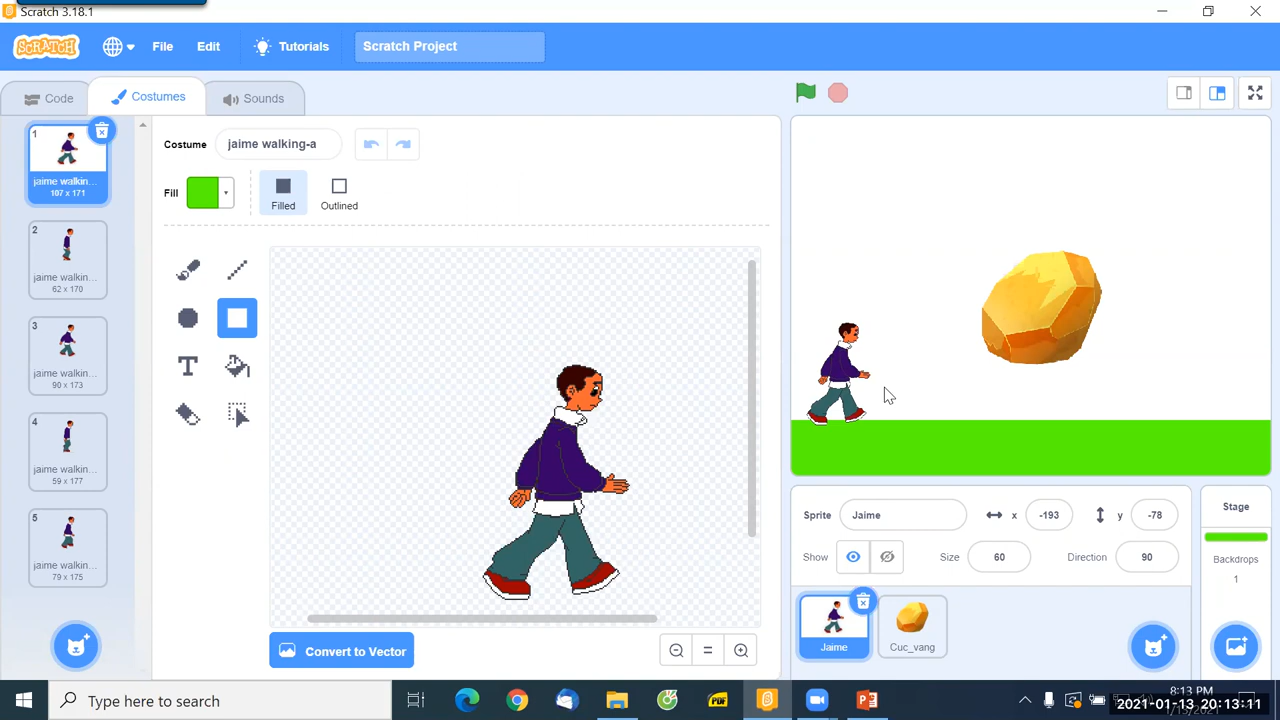 Scratch 3.18.1
SCRATCH
File
Edit
Tutorials
Scratch Project
Code
Costumes
Sounds
1
jaime walkin...
107 x 171
2
jaime walkin...
62 x 170
3
jaime walkin...
90 x 173
4
jaime walkin...
59 x 177
5
jaime walkin...
79 x 175
Costume
jaime walking-a
Fill
Filled
Outlined
T
Convert to Vector
Sprite
Jaime
x
-193
y
-78
Show
Size
60
Direction
90
Jaime
Cuc_vang
Stage
Backdrops
1
Type here to search
PDF
8:13 PM
2021-01-13 20:13:11